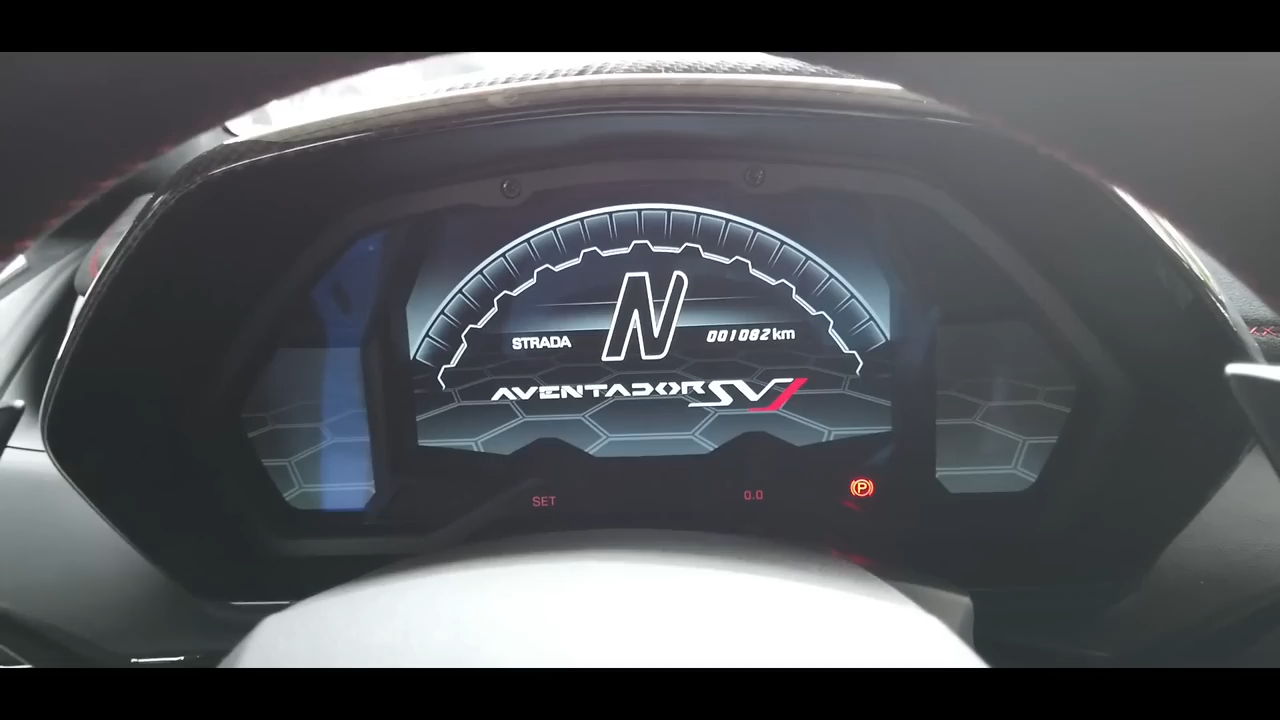 N
STRADA 001082km
AVENTADOR SVJ
SET 0.0
P